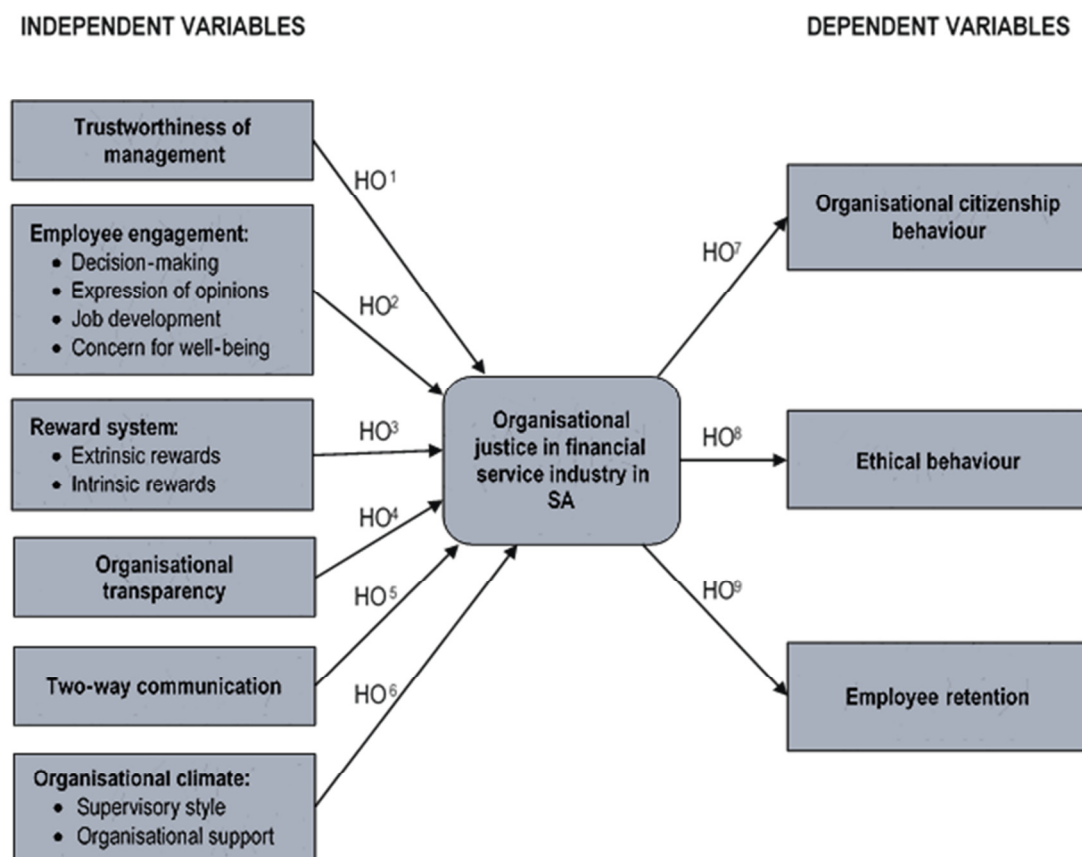 INDEPENDENT VARIABLES
DEPENDENT VARIABLES
Trustworthiness of
management
Employee engagement:
• Decision-making
• Expression of opinions
• Job development
• Concern for well-being
Reward system:
• Extrinsic rewards
• Intrinsic rewards
Organisational
transparency
Two-way communication
Organisational climate:
• Supervisory style
• Organisational support
HO¹
HO²
HO³
HO⁴
HO⁵
HO⁶
Organisational
justice in financial
service industry in
SA
HO⁷
HO⁸
HO⁹
Organisational citizenship
behaviour
Ethical behaviour
Employee retention